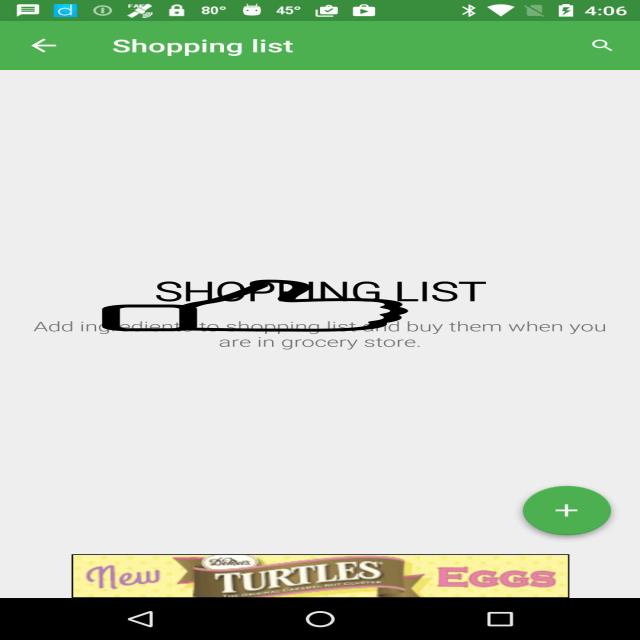 80° 45° 4:06
Shopping list
SHOPPING LIST
Add ingredients to shopping list and buy them when you
are in grocery store.
New TURTLES EGGS